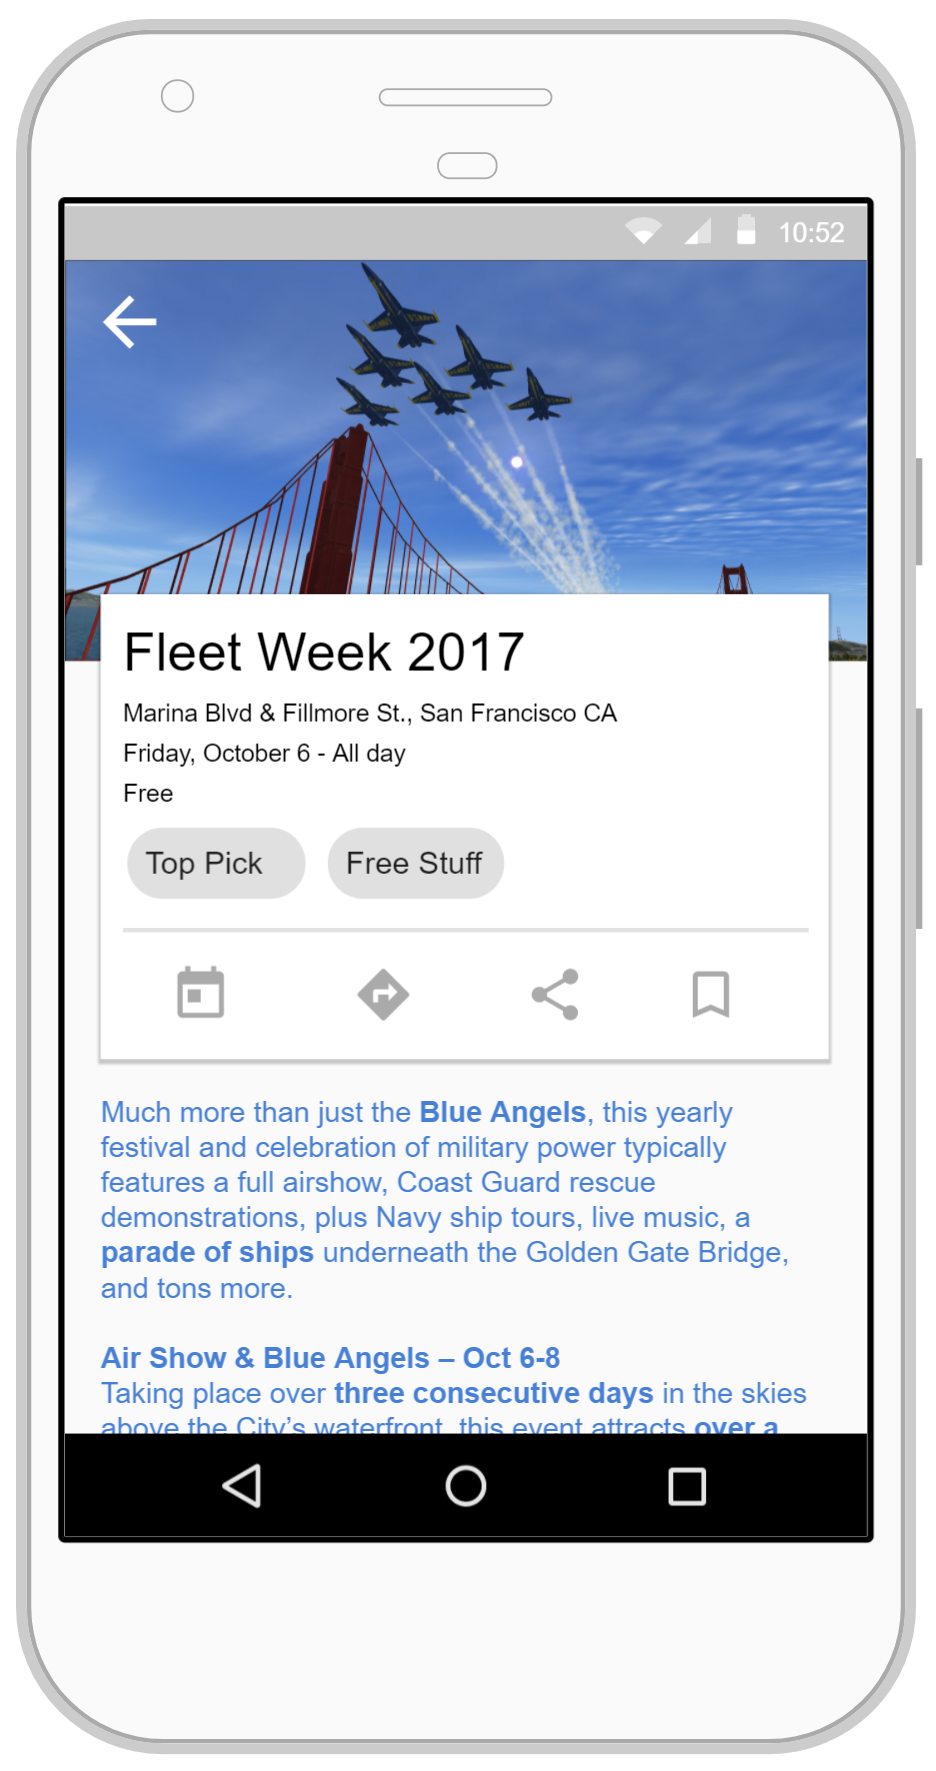 10:52
Fleet Week 2017
Marina Blvd & Fillmore St., San Francisco CA
Friday, October 6 - All day
Free
Top Pick
Free Stuff
Much more than just the Blue Angels, this yearly
festival and celebration of military power typically
features a full airshow, Coast Guard rescue
demonstrations, plus Navy ship tours, live music, a
parade of ships underneath the Golden Gate Bridge,
and tons more.
Air Show & Blue Angels – Oct 6-8
Taking place over three consecutive days in the skies
above the City’s waterfront, this event attracts over a